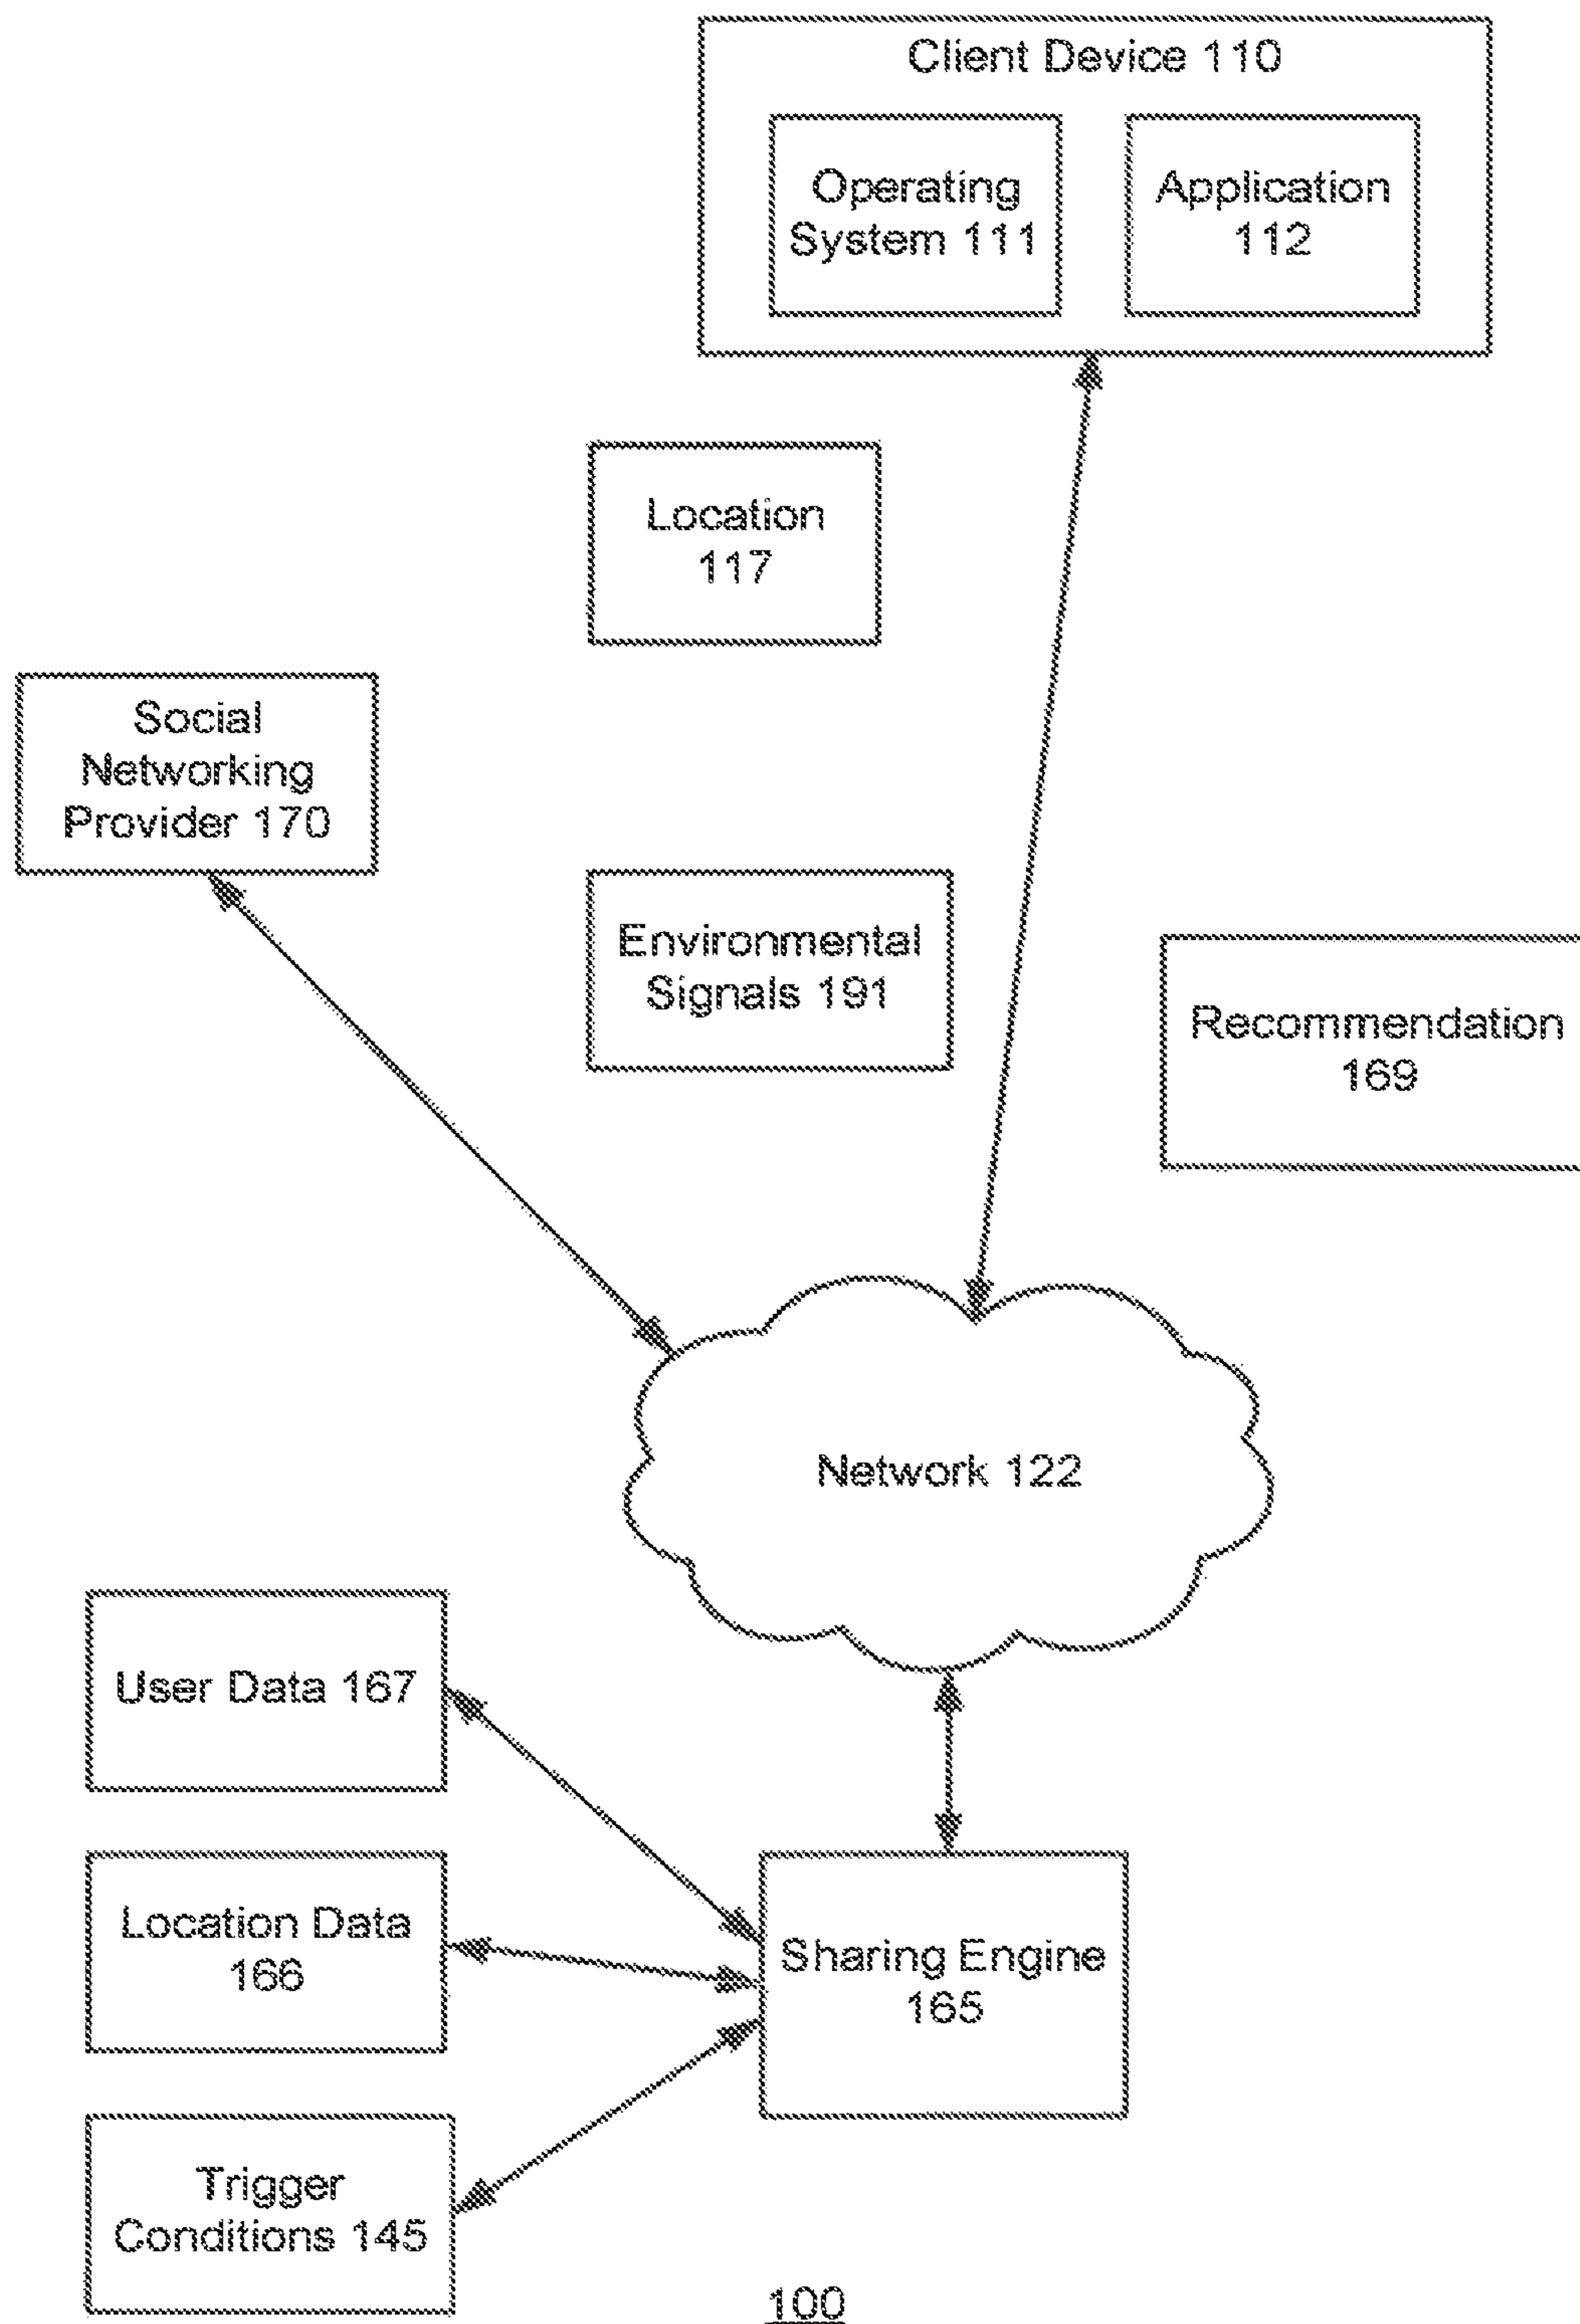 Client Device 110
Operating
System 111
Application
112
Location
117
Social
Networking
Provider 170
Environmental
Signals 191
Recommendation
169
Network 122
User Data 167
Location Data
166
Sharing Engine
165
Trigger
Conditions 145
100